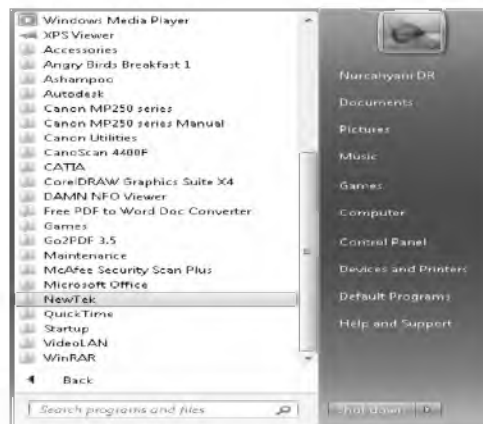 Windows Media Player
XPS Viewer
Accessories
Angry Birds Breakfast 1
Ashampoo
Autodesk
Canon MP250 series
Canon MP250 series Manual
Canon Utilities
CanoScan 4400F
CATIA
CorelDRAW Graphics Suite X4
DAMN NFO Viewer
Free PDF to Word Doc Converter
Games
Go2PDF 3.5
Maintenance
McAfee Security Scan Plus
Microsoft Office
NewTek
QuickTime
Startup
VideoLAN
WinRAR
Back
Search programs and files
Nurcahyani DR
Documents
Pictures
Music
Games
Computer
Control Panel
Devices and Printers
Default Programs
Help and Support
Shut down